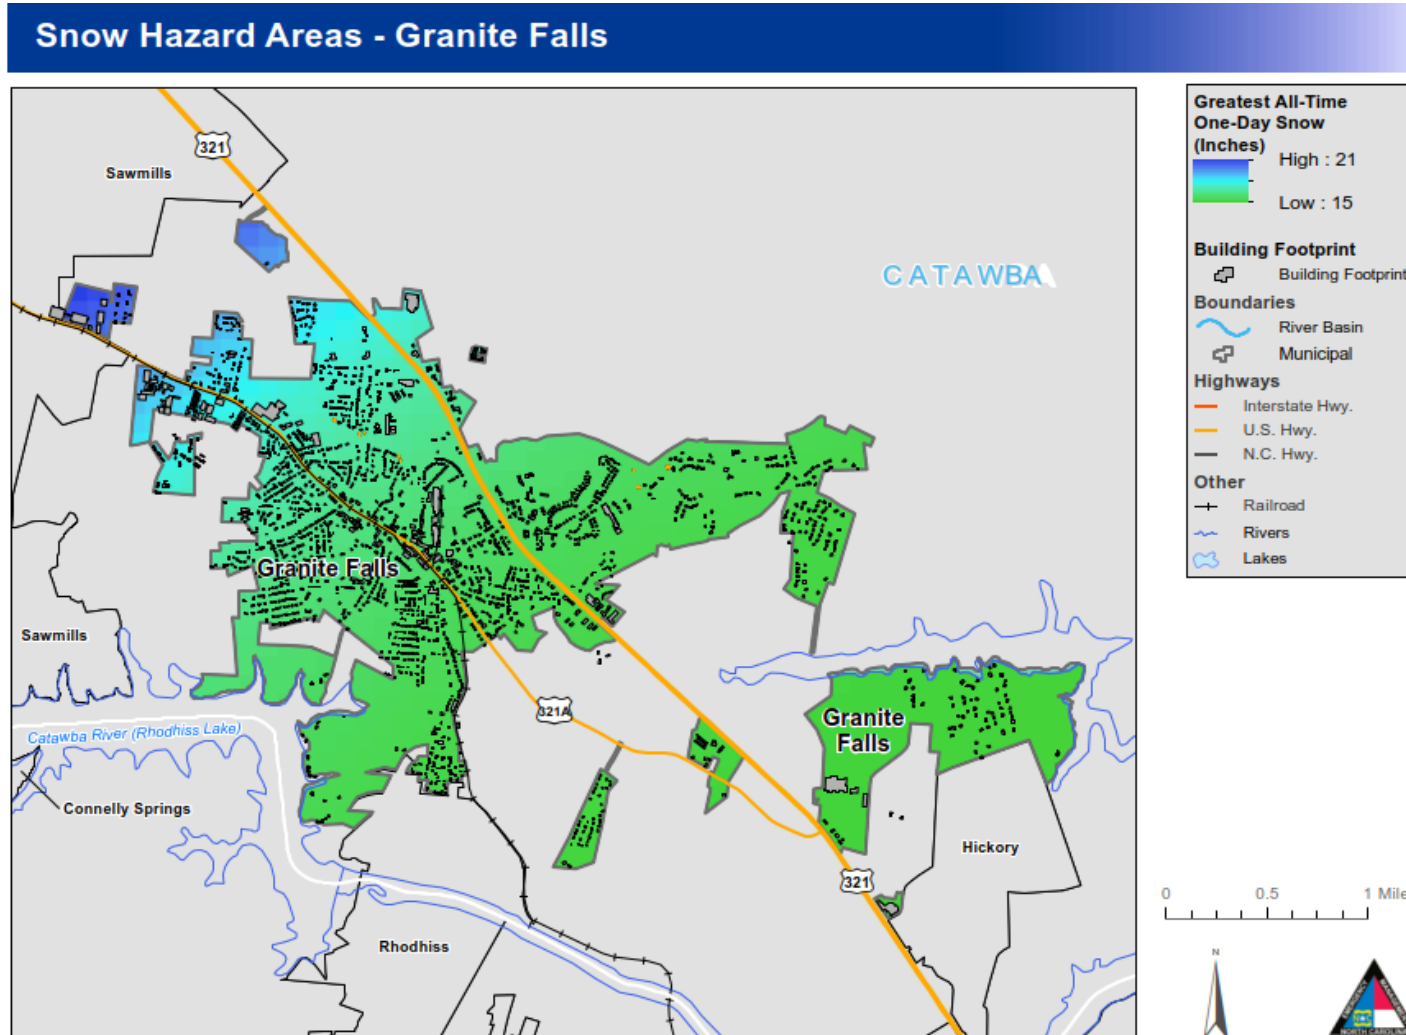 Snow Hazard Areas - Granite Falls
321
Sawmills
CATAWBA
Granite Falls
Sawmills
321A
Catawba River (Rhodhiss Lake)
Granite
Falls
Connelly Springs
Hickory
321
Rhodhiss
Greatest All-Time
One-Day Snow
(Inches)
High : 21
Low : 15
Building Footprint
Building Footprint
Boundaries
River Basin
Municipal
Highways
Interstate Hwy.
U.S. Hwy.
N.C. Hwy.
Other
Railroad
Rivers
Lakes
0 0.5 1 Mile
N
NORTH CAROLINA